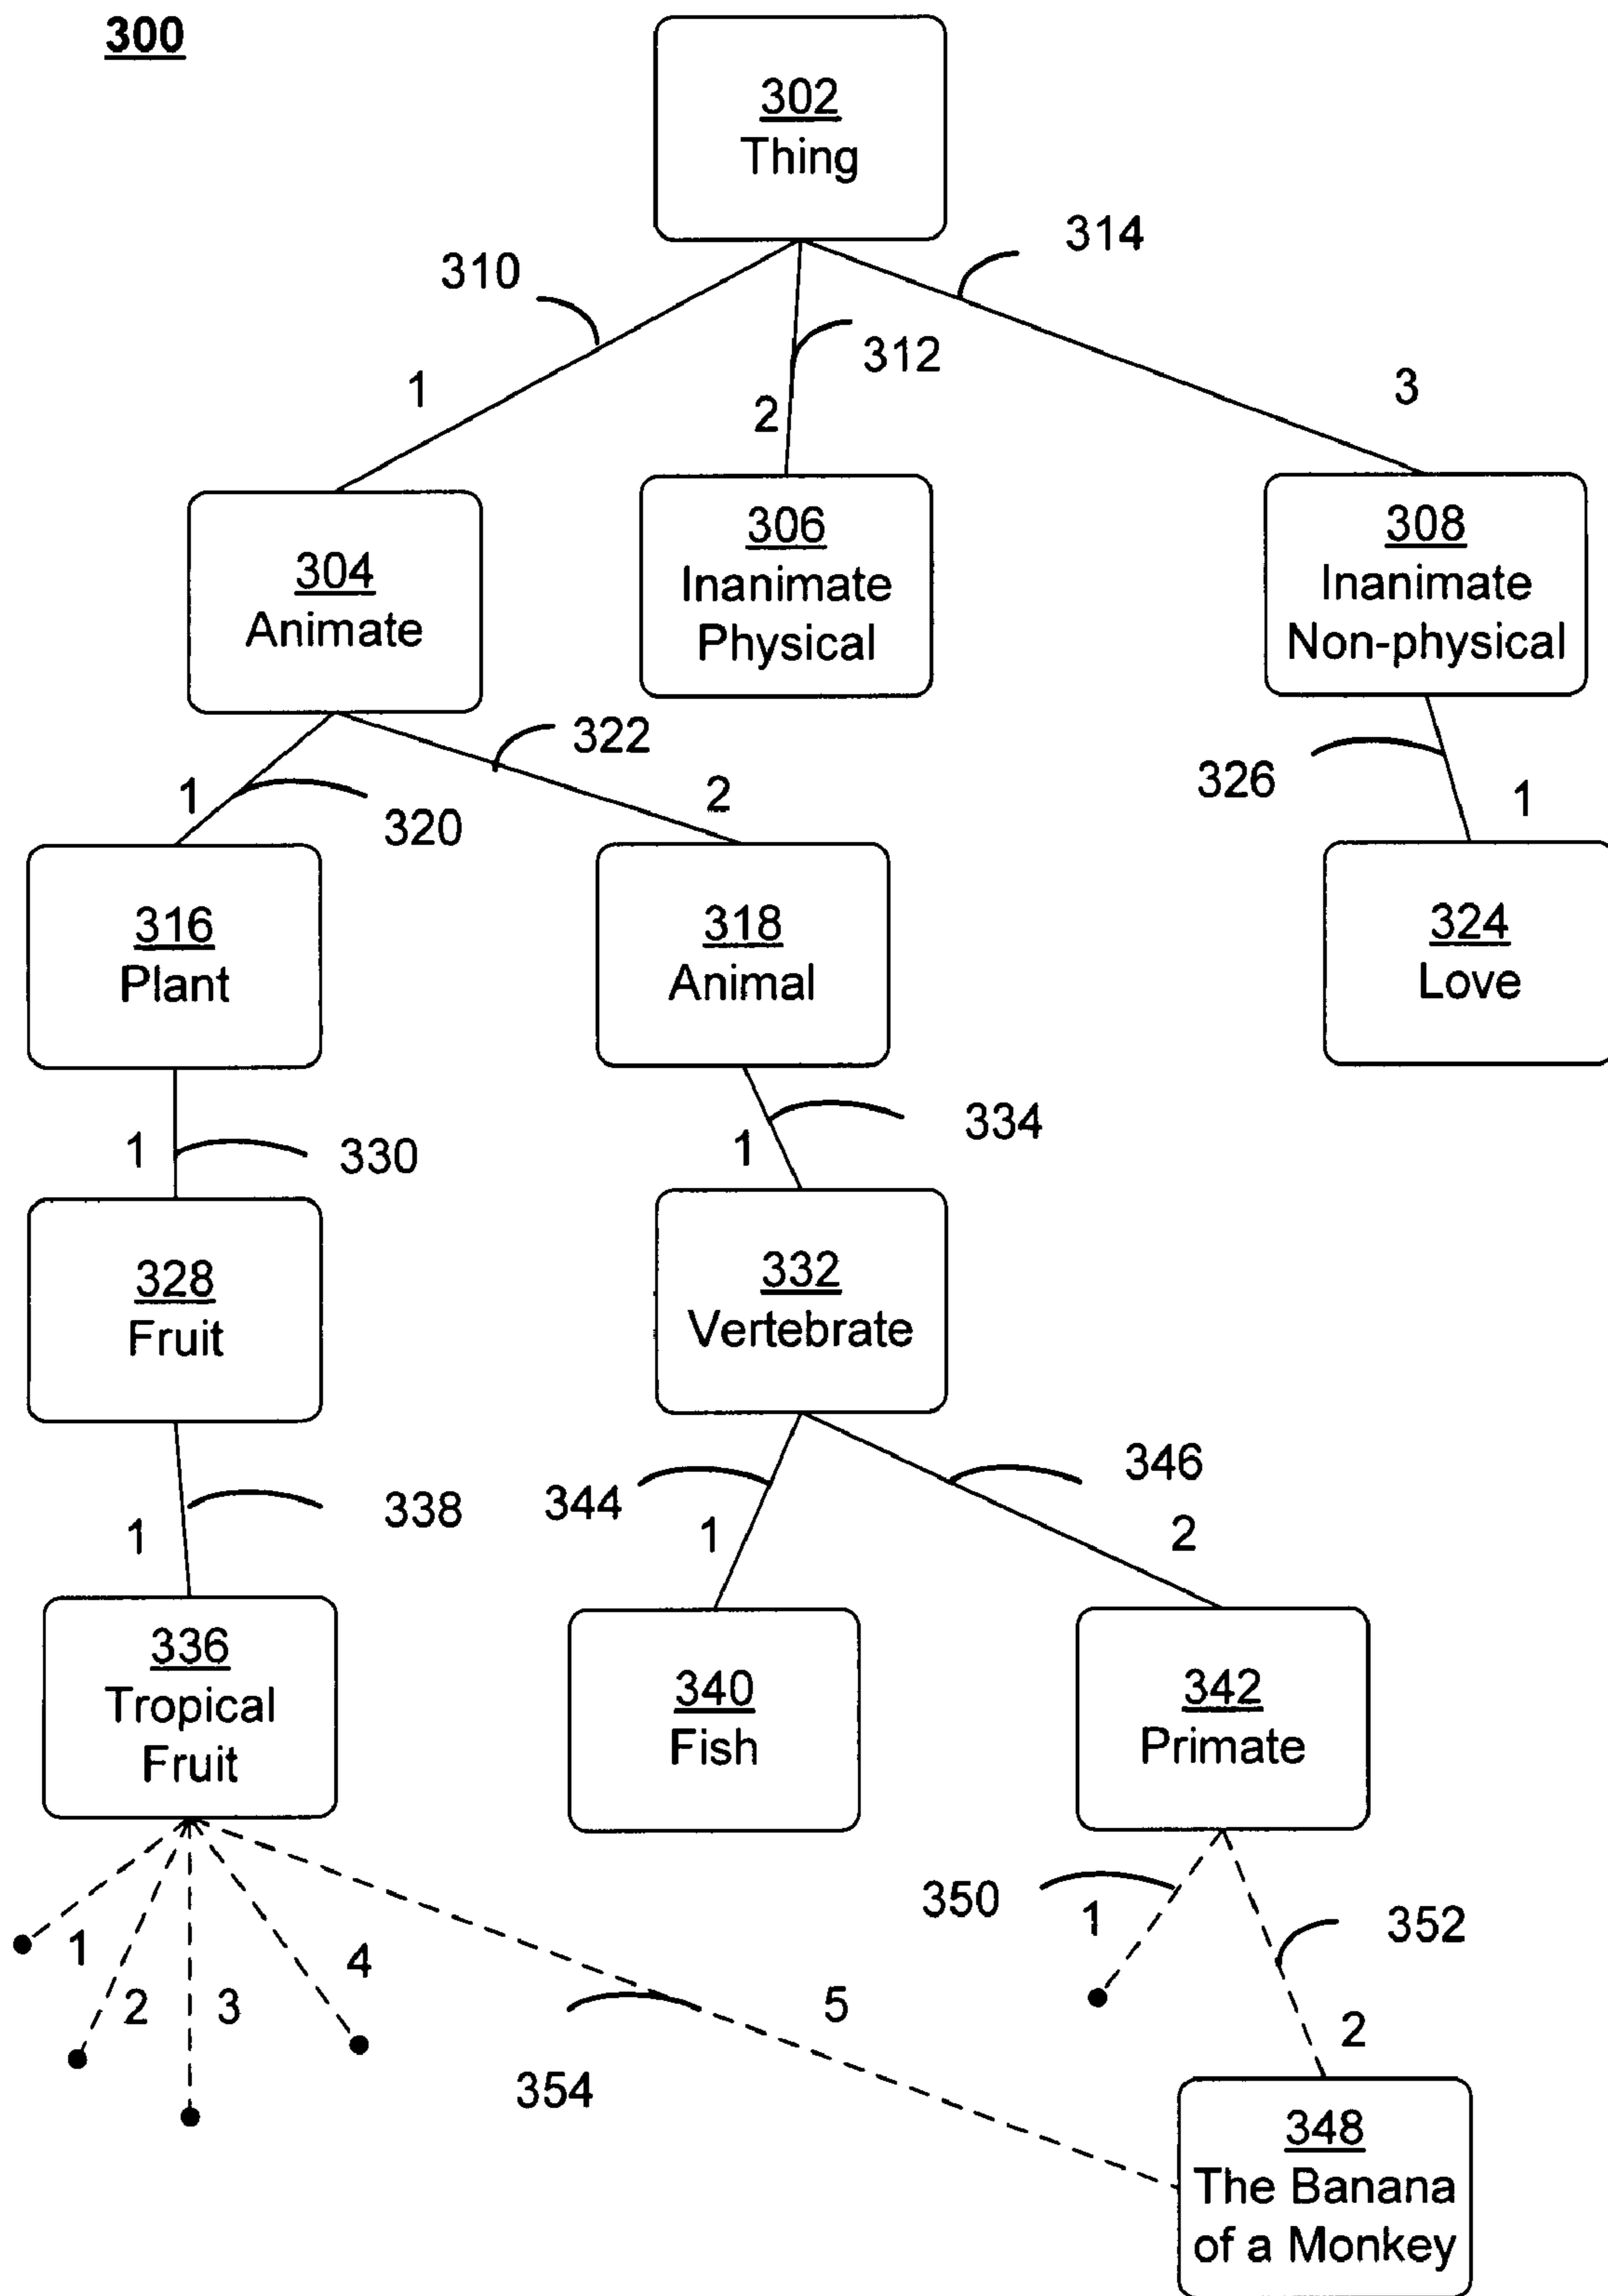 300
302
Thing
310
314
312
1
2
3
304
Animate
306
Inanimate
Physical
308
Inanimate
Non-physical
322
326
1
320
2
1
316
Plant
318
Animal
324
Love
1
330
1
334
328
Fruit
332
Vertebrate
338
1
344
1
346
2
336
Tropical
Fruit
340
Fish
342
Primate
1
2
3
4
5
354
350
1
352
2
348
The Banana
of a Monkey